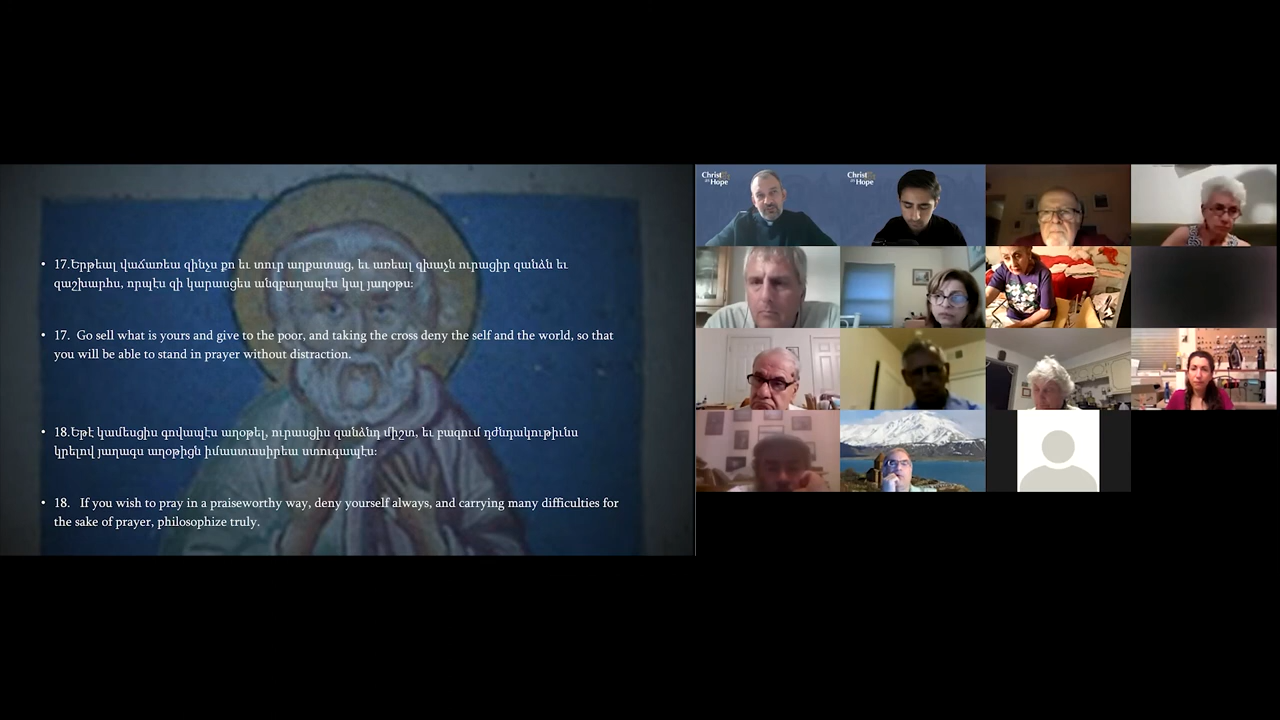 • 17.Երթեալ վաճառեա զինչս քո եւ տուր աղքատաց, եւ առեալ զխաչն ուրացիր զանձն եւ
զաշխարհս, որպէս զի կարասցես անզբաղապէս կալ յաղօթս:
• 17. Go sell what is yours and give to the poor, and taking the cross deny the self and the world, so that
you will be able to stand in prayer without distraction.
• 18.Եթէ կամեսցիս գովապէս աղօթել, ուրասցիս զանձնդ միշտ, եւ բազում դժնդակութիւնս
կրելով յաղագս աղօթիցն իմաստասիրեա ստուգապէս:
• 18. If you wish to pray in a praiseworthy way, deny yourself always, and carrying many difficulties for
the sake of prayer, philosophize truly.
Christ
Hope
Christ
Hope